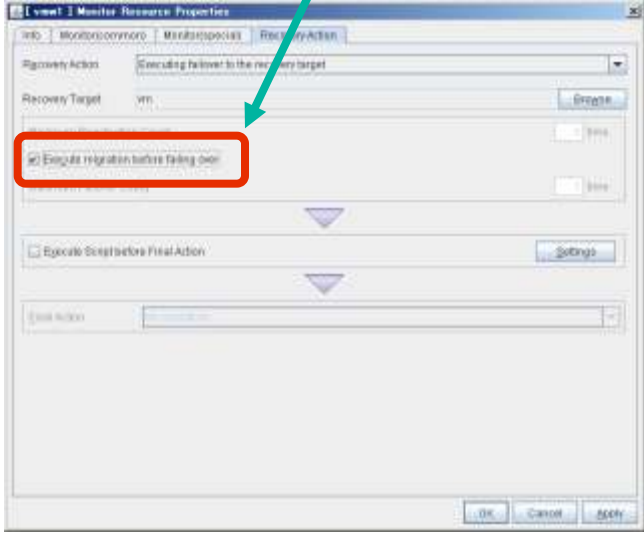 [ vmw1 ] Monitor Resource Properties
Info Monitor(common) Monitor(special) Recovery Action
Recovery Action Executing failover to the recovery target
Recovery Target vm Browse
time
Execute migration before failing over
time
Execute Script before Final Action Settings
Final Action
OK Cancel Apply